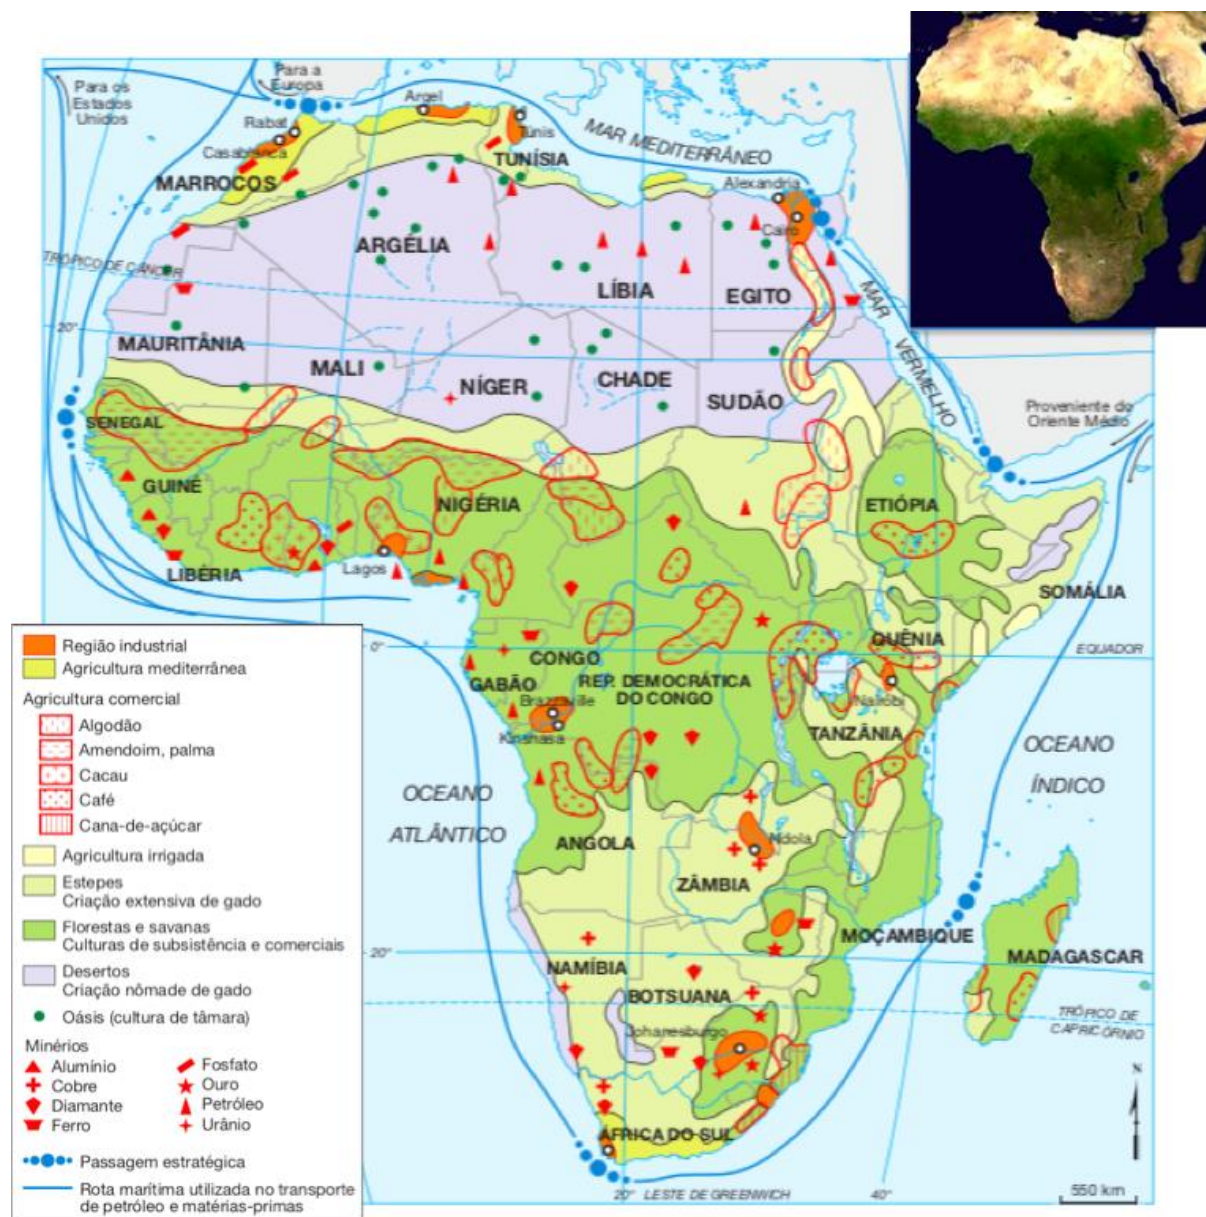 Para os
Estados
Unidos
Para a
Europa
Argel
Rabat
Casablanca
Túnis
MAR MEDITERRÂNEO
TUNÍSIA
MARROCOS
Alexandria
Cairo
ARGÉLIA
TRÓPICO DE CÂNCER
LÍBIA
EGITO
MAR VERMELHO
20°
MAURITÂNIA
MALI
NÍGER
CHADE
SUDÃO
Proveniente do
Oriente Médio
SENEGAL
GUINÉ
NIGÉRIA
ETIÓPIA
Lagos
LIBÉRIA
SOMÁLIA
QUÊNIA
EQUADOR
0°
CONGO
GABÃO
REP. DEMOCRÁTICA
DO CONGO
Brazzaville
Kinshasa
Nairóbi
TANZÂNIA
OCEANO
ÍNDICO
OCEANO
ATLÂNTICO
ANGOLA
Ndola
ZÂMBIA
MOÇAMBIQUE
MADAGASCAR
20°
NAMÍBIA
BOTSUANA
TRÓPICO DE
CAPRICÓRNIO
Johanesburgo
N
ÁFRICA DO SUL
20°
LESTE DE GREENWICH
40°
550 km
Região industrial
Agricultura mediterrânea
Agricultura comercial
Algodão
Amendoim, palma
Cacau
Café
Cana-de-açúcar
Agricultura irrigada
Estepes
Criação extensiva de gado
Florestas e savanas
Culturas de subsistência e comerciais
Desertos
Criação nômade de gado
Oásis (cultura de tâmara)
Minérios
Alumínio
Cobre
Diamante
Ferro
Fosfato
Ouro
Petróleo
Urânio
Passagem estratégica
Rota marítima utilizada no transporte
de petróleo e matérias-primas